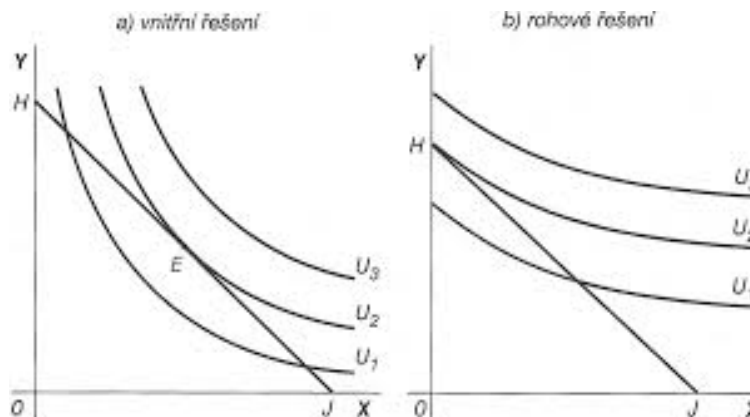 a) vnitřní řešení
Y
H
E
U3
U2
U1
0
J
X
b) rohové řešení
Y
H
U
U2
U
0
J